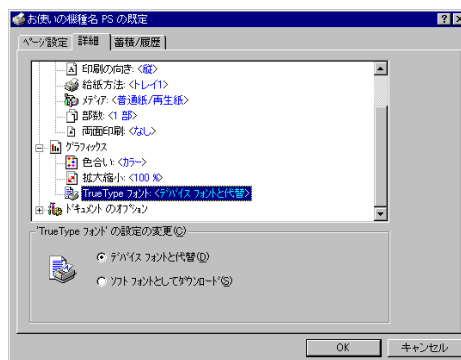 お使いの機種名 PS の既定
ページ設定 詳細 蓄積/履歴
印刷の向き: <縦>
給紙方法: <トレイ1>
メディア: <普通紙/再生紙>
部数: <1 部>
両面印刷: <なし>
グラフィックス
色合い: <カラー>
拡大縮小: <100 %>
TrueType フォント: <デバイス フォントと代替>
ドキュメント のオプション
'TrueType フォント' の設定の変更(C)
デバイス フォントと代替(D)
ソフト フォントとしてダウンロード(S)
OK キャンセル